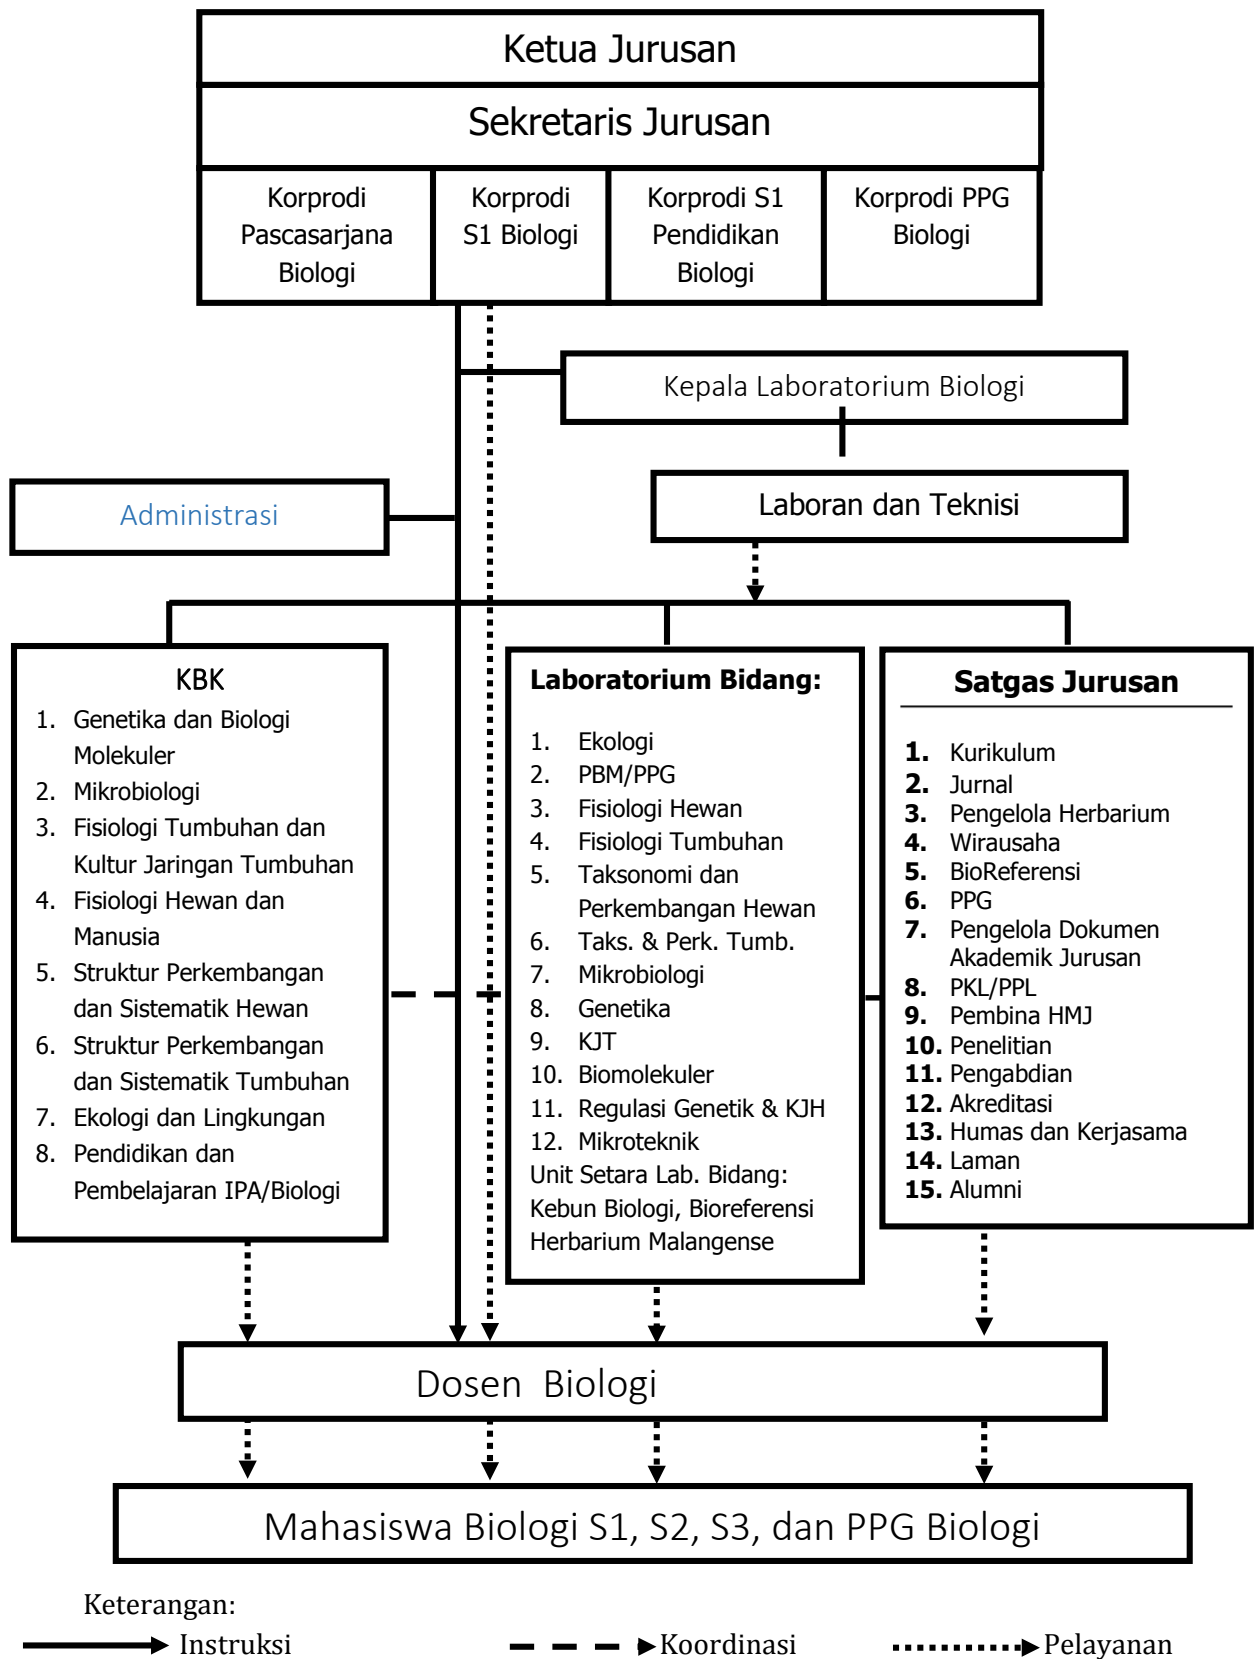 Ketua Jurusan
Sekretaris Jurusan
Korprodi
Pascasarjana
Biologi
Korprodi
S1 Biologi
Korprodi S1
Pendidikan
Biologi
Korprodi PPG
Biologi
Kepala Laboratorium Biologi
Administrasi
Laboran dan Teknisi
KBK
1. Genetika dan Biologi
Molekuler
2. Mikrobiologi
3. Fisiologi Tumbuhan dan
Kultur Jaringan Tumbuhan
4. Fisiologi Hewan dan
Manusia
5. Struktur Perkembangan
dan Sistematik Hewan
6. Struktur Perkembangan
dan Sistematik Tumbuhan
7. Ekologi dan Lingkungan
8. Pendidikan dan
Pembelajaran IPA/Biologi
Laboratorium Bidang:
1. Ekologi
2. PBM/PPG
3. Fisiologi Hewan
4. Fisiologi Tumbuhan
5. Taksonomi dan
Perkembangan Hewan
6. Taks. & Perk. Tumb.
7. Mikrobiologi
8. Genetika
9. KJT
10. Biomolekuler
11. Regulasi Genetik & KJH
12. Mikroteknik
Unit Setara Lab. Bidang:
Kebun Biologi, Bioreferensi
Herbarium Malangense
Satgas Jurusan
1. Kurikulum
2. Jurnal
3. Pengelola Herbarium
4. Wirausaha
5. BioReferensi
6. PPG
7. Pengelola Dokumen
Akademik Jurusan
8. PKL/PPL
9. Pembina HMJ
10. Penelitian
11. Pengabdian
12. Akreditasi
13. Humas dan Kerjasama
14. Laman
15. Alumni
Dosen Biologi
Mahasiswa Biologi S1, S2, S3, dan PPG Biologi
Keterangan:
Instruksi
Koordinasi
Pelayanan